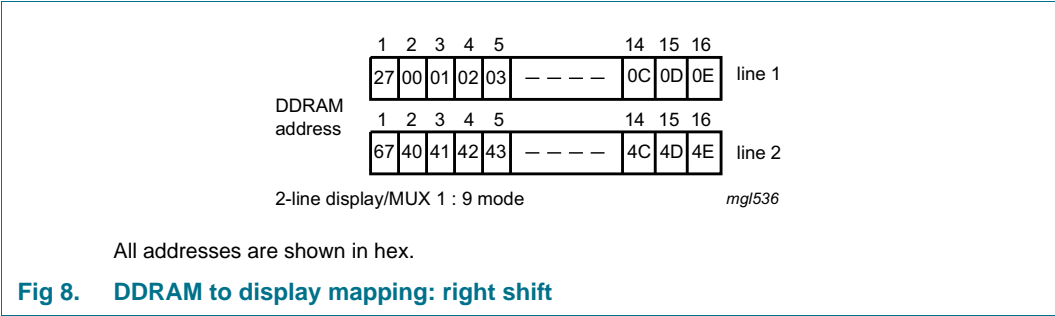 1 2 3 4 5 14 15 16
27 00 01 02 03 – – – – 0C 0D 0E line 1
DDRAM
address
1 2 3 4 5 14 15 16
67 40 41 42 43 – – – – 4C 4D 4E line 2
2-line display/MUX 1 : 9 mode mgl536
All addresses are shown in hex.
Fig 8. DDRAM to display mapping: right shift